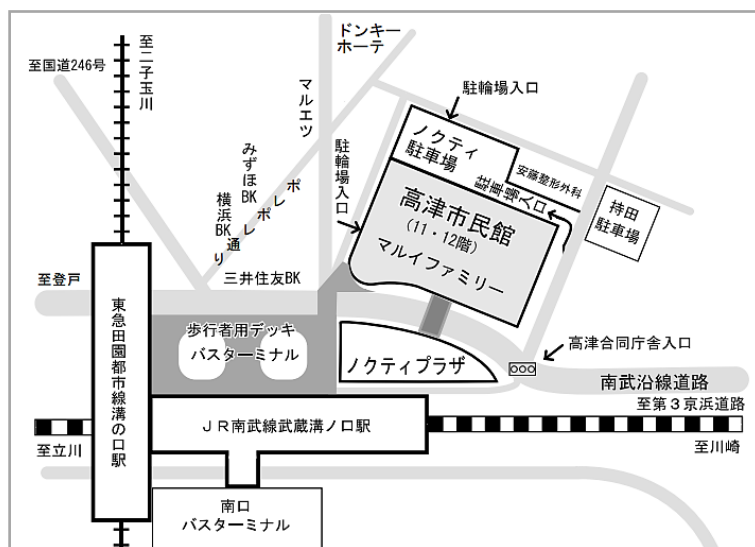 ドンキー
ホーテ
至国道246号
至二子玉川
マルエツ
駐輪場入口
駐輪場入口
ノクティ
駐車場
安藤整形外科
駐車場入口
持田
駐車場
みずほBK
横浜BK
ポレポレ通り
高津市民館
(11・12階)
マルイファミリー
至登戸
三井住友BK
歩行者用デッキ
バスターミナル
ノクティプラザ
高津合同庁舎入口
南武沿線道路
東急田園都市線溝の口駅
JR南武線武蔵溝ノ口駅
至第3京浜道路
至立川
至川崎
南口
バスターミナル